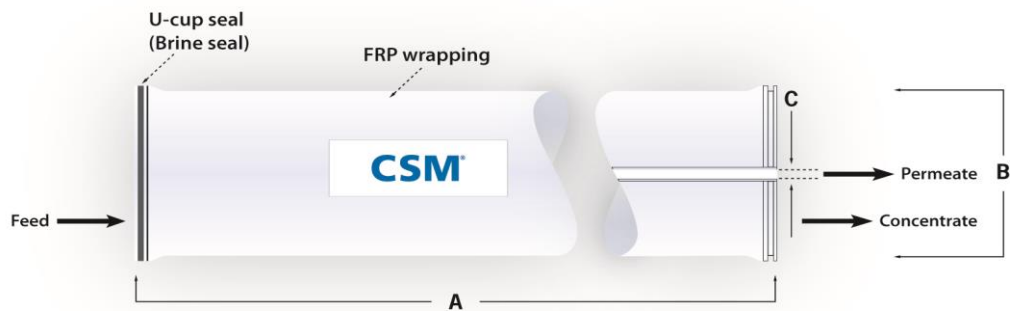 U-cup seal
(Brine seal)
FRP wrapping
C
CSM®
Permeate
B
Feed
Concentrate
A